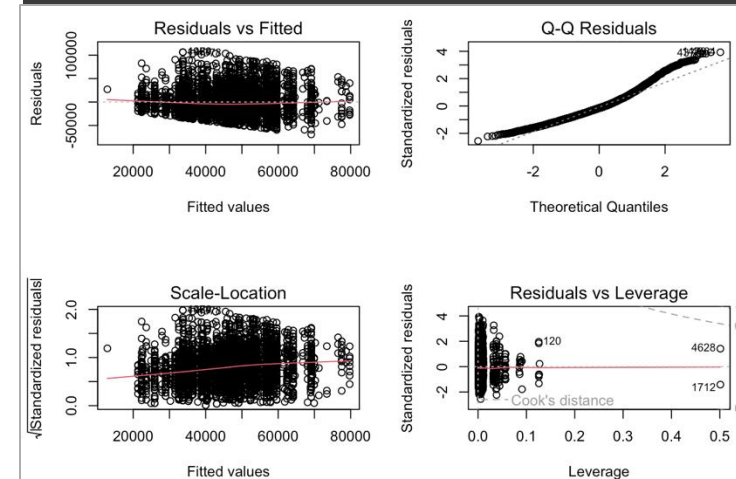 Residuals vs Fitted
Residuals
100000
-50000
20000 40000 60000 80000
Fitted values
Q-Q Residuals
Standardized residuals
4
2
0
-2
-2 0 2
Theoretical Quantiles
Scale-Location
√|Standardized residuals|
2.0
1.0
0.0
20000 40000 60000 80000
Fitted values
Residuals vs Leverage
Standardized residuals
4
2
0
-2
120
4628
1712
Cook's distance
0.0 0.1 0.2 0.3 0.4 0.5
Leverage